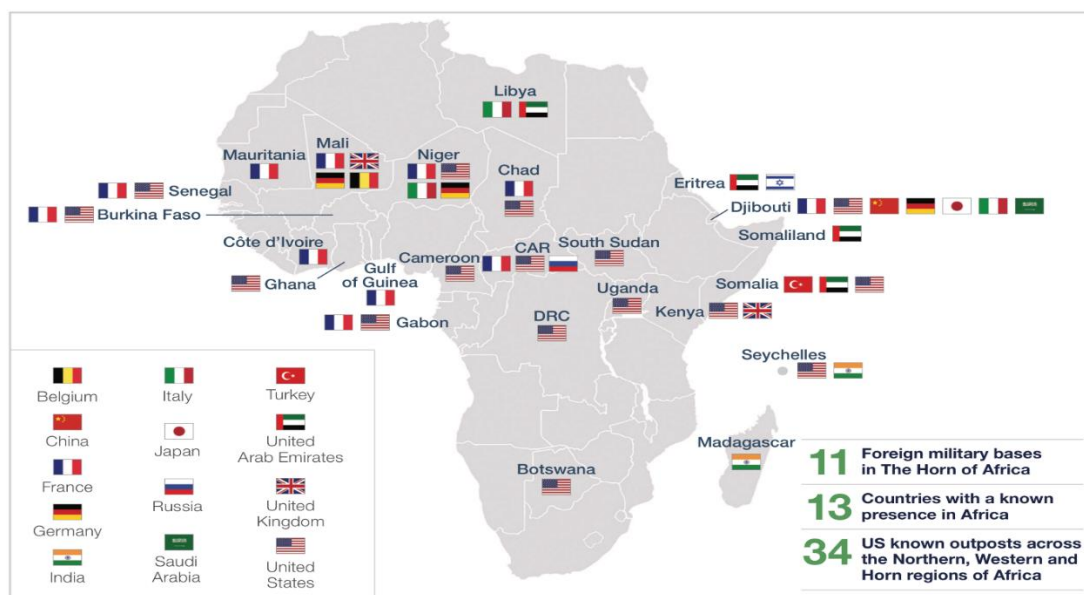 Libya
Mali
Mauritania
Niger
Chad
Senegal
Eritrea
Burkina Faso
Djibouti
Somaliland
Côte d'Ivoire
CAR
South Sudan
Cameroon
Ghana
Gulf
of Guinea
Uganda
Somalia
Gabon
DRC
Kenya
Seychelles
Madagascar
Botswana
Belgium
China
France
Germany
India
Italy
Japan
Russia
Saudi
Arabia
Turkey
United
Arab Emirates
United
Kingdom
United
States
11 Foreign military bases
in The Horn of Africa
13 Countries with a known
presence in Africa
34 US known outposts across
the Northern, Western and
Horn regions of Africa